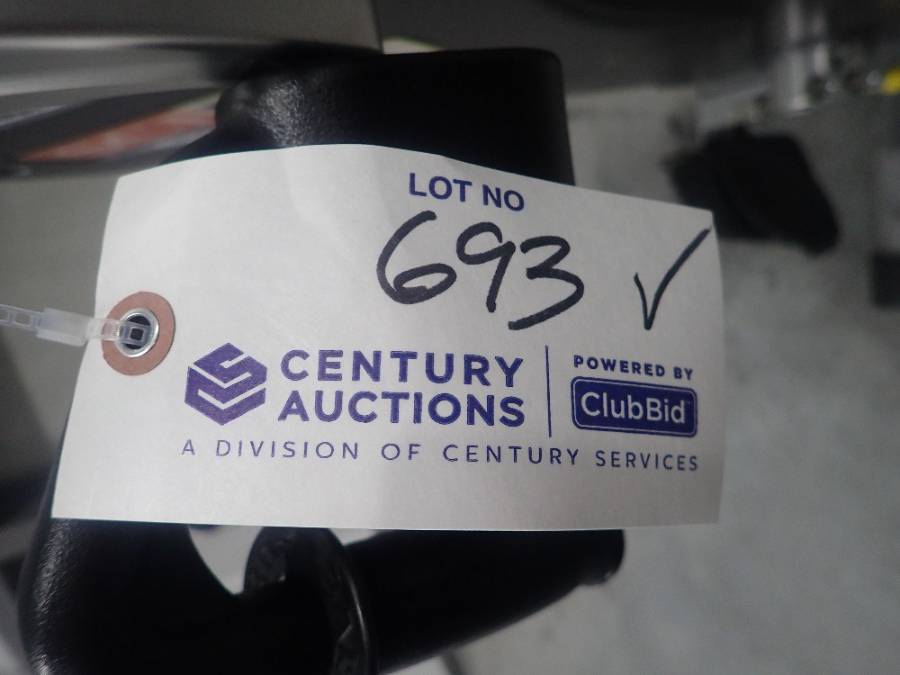 LOT NO
693 ✓
CENTURY
AUCTIONS
A DIVISION OF CENTURY SERVICES
POWERED BY
ClubBid